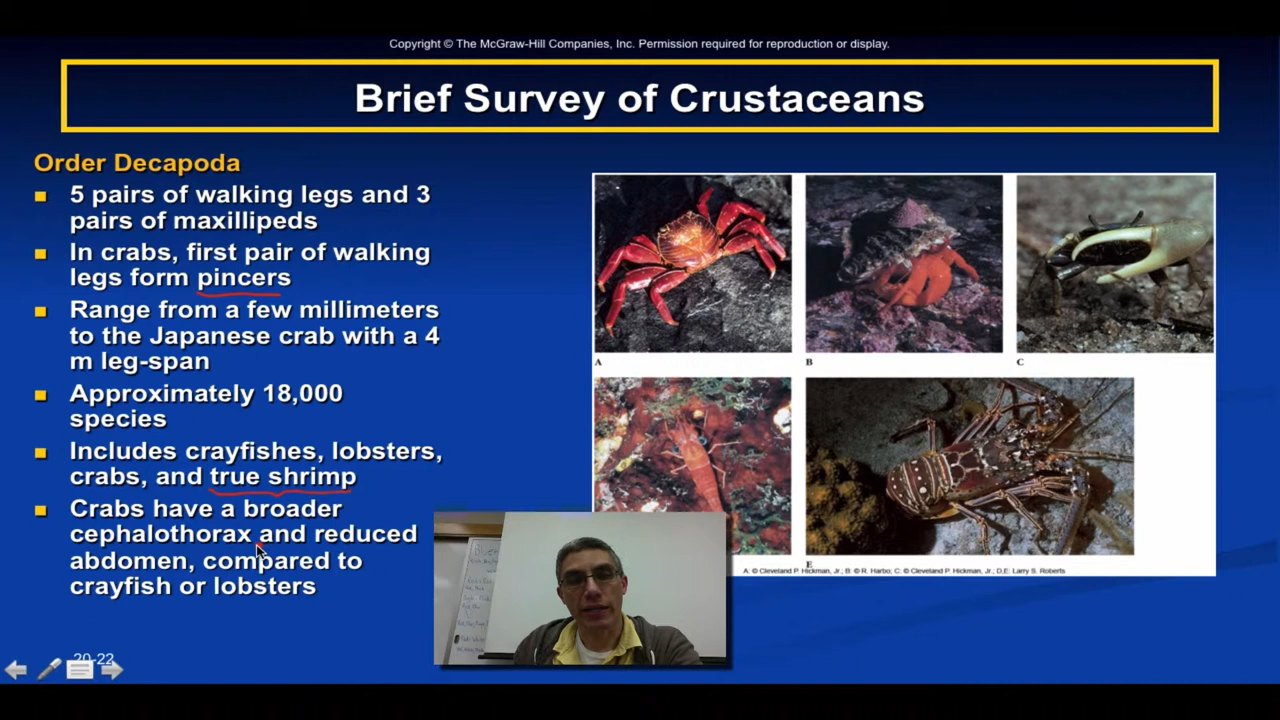 Copyright © The McGraw-Hill Companies, Inc. Permission required for reproduction or display.
Brief Survey of Crustaceans
Order Decapoda
5 pairs of walking legs and 3
pairs of maxillipeds
In crabs, first pair of walking
legs form pincers
Range from a few millimeters
to the Japanese crab with a 4
m leg-span
Approximately 18,000
species
Includes crayfishes, lobsters,
crabs, and true shrimp
Crabs have a broader
cephalothorax and reduced
abdomen, compared to
crayfish or lobsters
A
B
C
E
A: © Cleveland P. Hickman, Jr.; B: © R. Harbo, C: © Cleveland P. Hickman, Jr.; D,E: Larry S. Roberts
20-22